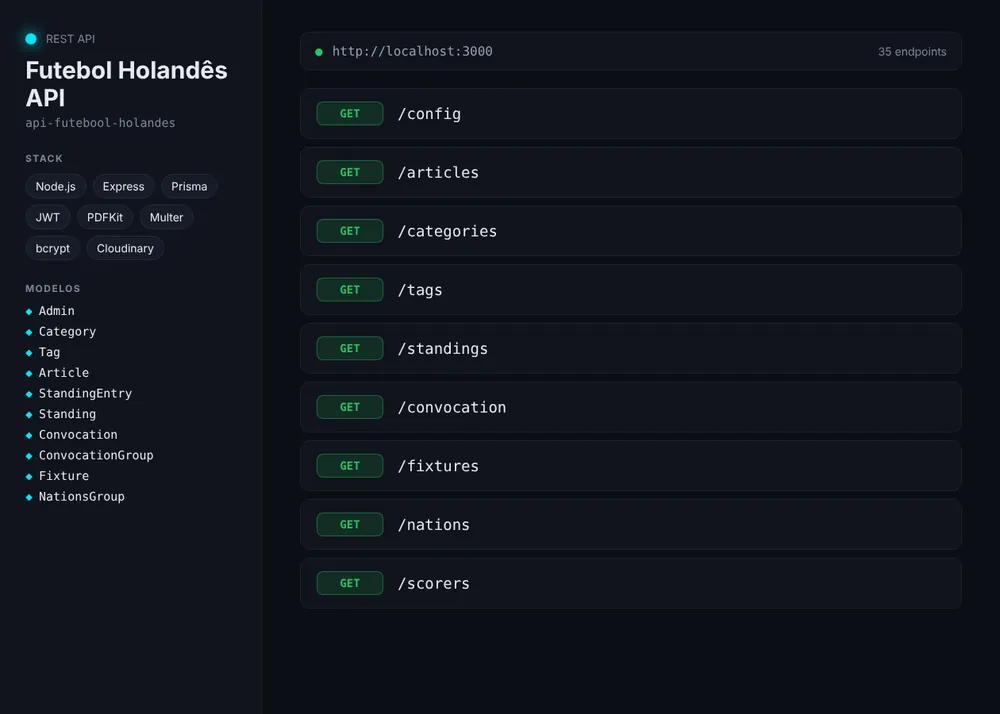 REST API
Futebol Holandês
API
api-futebool-holandes
STACK
Node.js Express Prisma
JWT PDFKit Multer
bcrypt Cloudinary
MODELOS
Admin
Category
Tag
Article
StandingEntry
Standing
Convocation
ConvocationGroup
Fixture
NationsGroup
http://localhost:3000 35 endpoints
GET /config
GET /articles
GET /categories
GET /tags
GET /standings
GET /convocation
GET /fixtures
GET /nations
GET /scorers